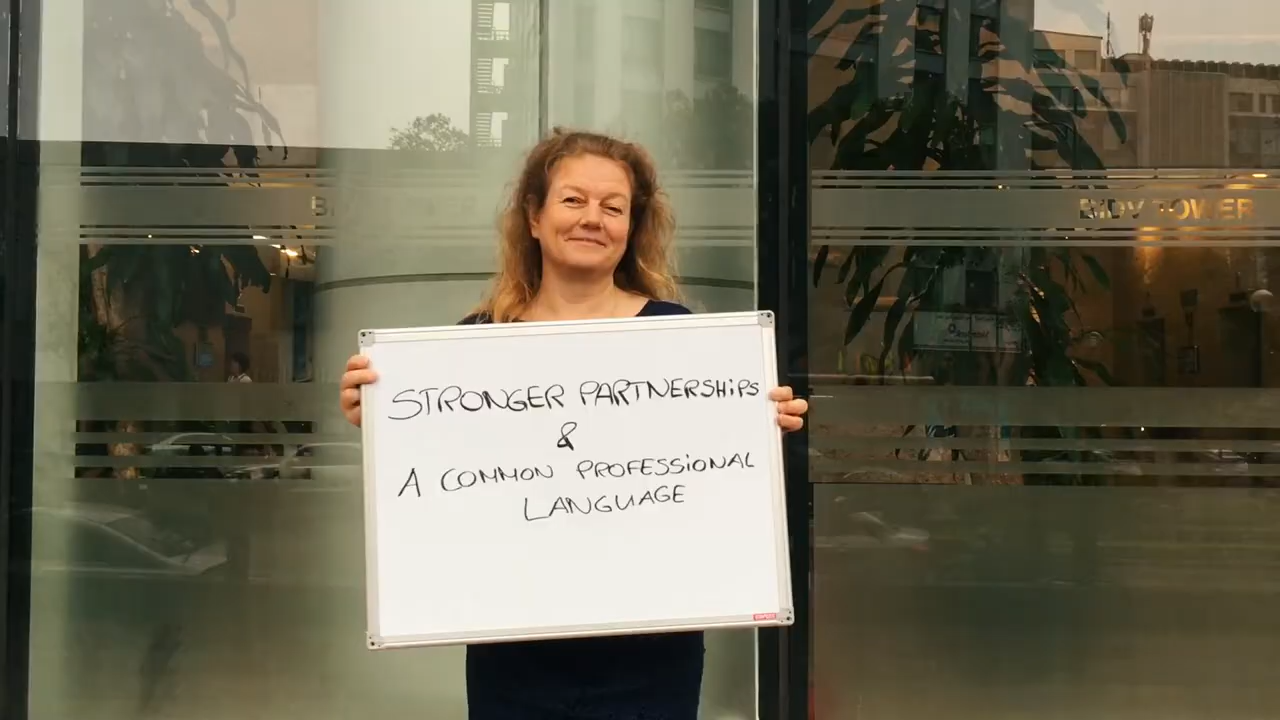 BIDV TOWER
STRONGER PARTNERSHiPS
&
A COMMON PROFESSiONAL
LANGUAGE